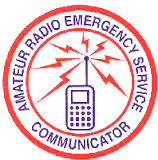 AMATEUR RADIO EMERGENCY SERVICE
COMMUNICATOR